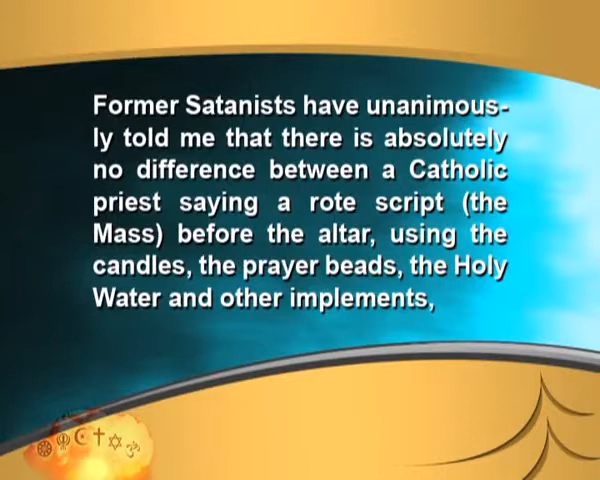 Former Satanists have unanimous-
ly told me that there is absolutely
no difference between a Catholic
priest saying a rote script (the
Mass) before the altar, using the
candles, the prayer beads, the Holy
Water and other implements,